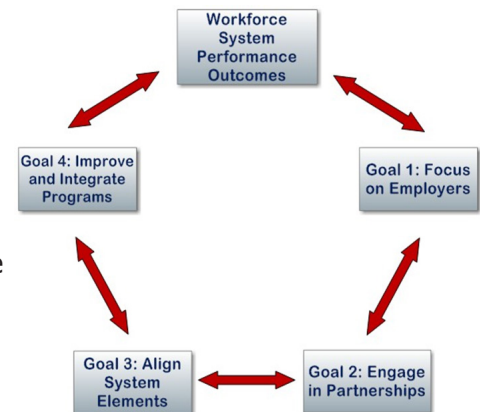 Workforce
System
Performance
Outcomes
Goal 4: Improve
and Integrate
Programs
Goal 1: Focus
on Employers
e
Goal 3: Align
System
Elements
Goal 2: Engage
in Partnerships